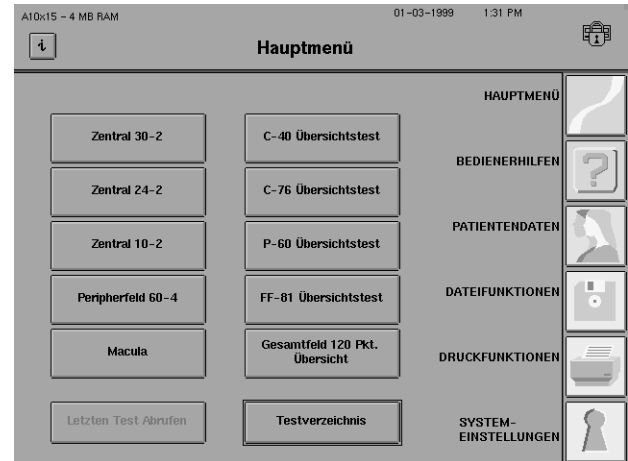 A10x15 - 4 MB RAM
01-03-1999 1:31 PM
i
Hauptmenü
HAUPTMENÜ
Zentral 30-2
C-40 Übersichtstest
BEDIENERHILFEN
Zentral 24-2
C-76 Übersichtstest
PATIENTENDATEN
Zentral 10-2
P-60 Übersichtstest
DATEIFUNKTIONEN
Peripherfeld 60-4
FF-81 Übersichtstest
Macula
Gesamtfeld 120 Pkt.
Übersicht
DRUCKFUNKTIONEN
Letzten Test Abrufen
Testverzeichnis
SYSTEM-
EINSTELLUNGEN